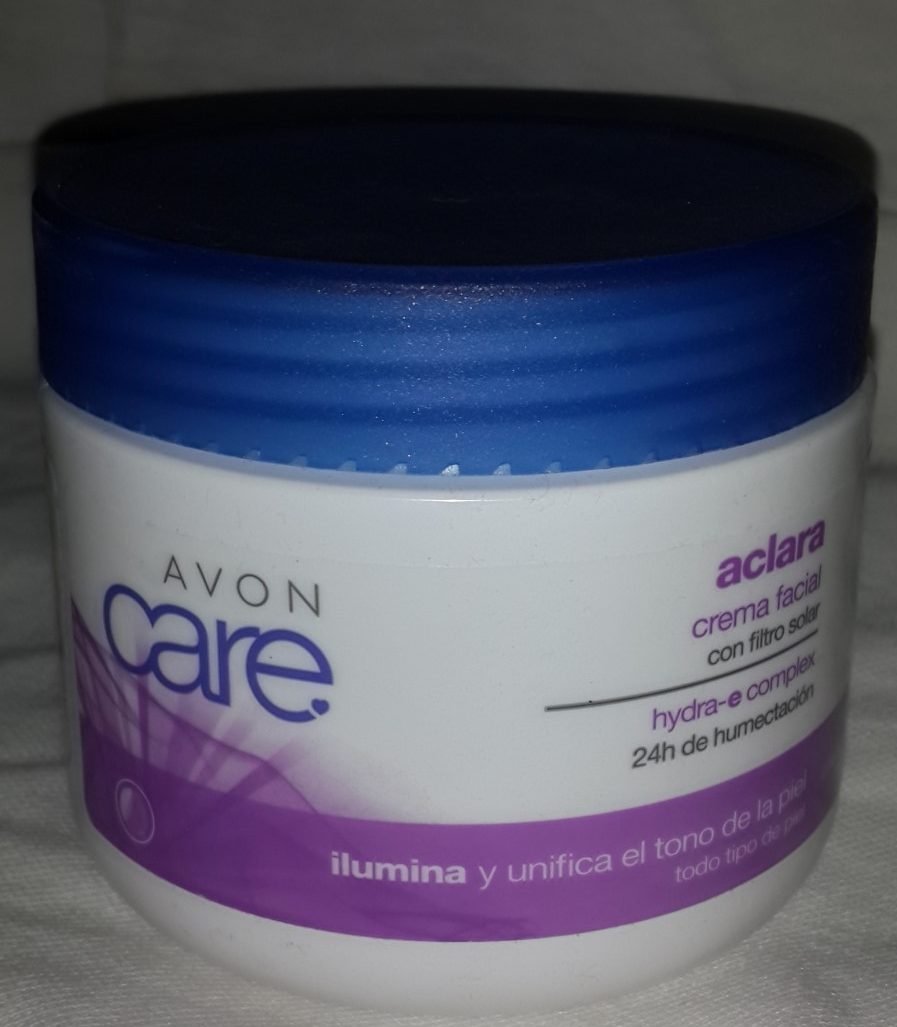 AVON
care
aclara
crema facial
con filtro solar
hydra-e complex
24h de humectación
ilumina y unifica el tono de la piel
todo tipo de piel